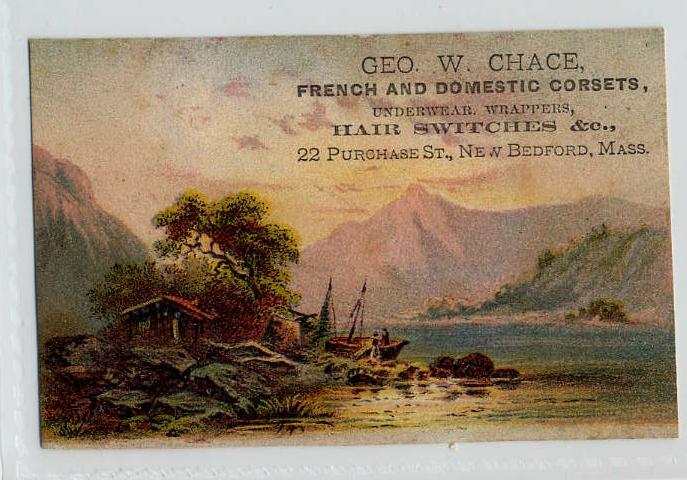 GEO. W. CHACE,
FRENCH AND DOMESTIC CORSETS,
UNDERWEAR, WRAPPERS,
HAIR SWITCHES &c.,
22 PURCHASE ST., NEW BEDFORD, MASS.